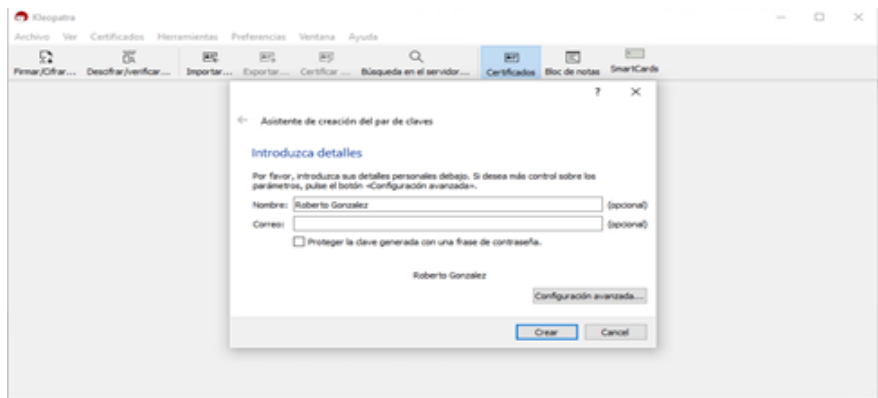 Kleopatra
Archivo Ver Certificados Herramientas Preferencias Ventana Ayuda
Firmar/Cifrar... Descifrar/verificar... Importar... Exportar... Certificar ... Búsqueda en el servidor... Certificados Bloc de notas SmartCards
?
Asistente de creación del par de claves
Introduzca detalles
Por favor, introduzca sus detalles personales debajo. Si desea más control sobre los
parámetros, pulse el botón «Configuración avanzada».
Nombre: Roberto Gonzalez (opcional)
Correo: (opcional)
Proteger la clave generada con una frase de contraseña.
Roberto Gonzalez
Configuración avanzada...
Crear Cancel